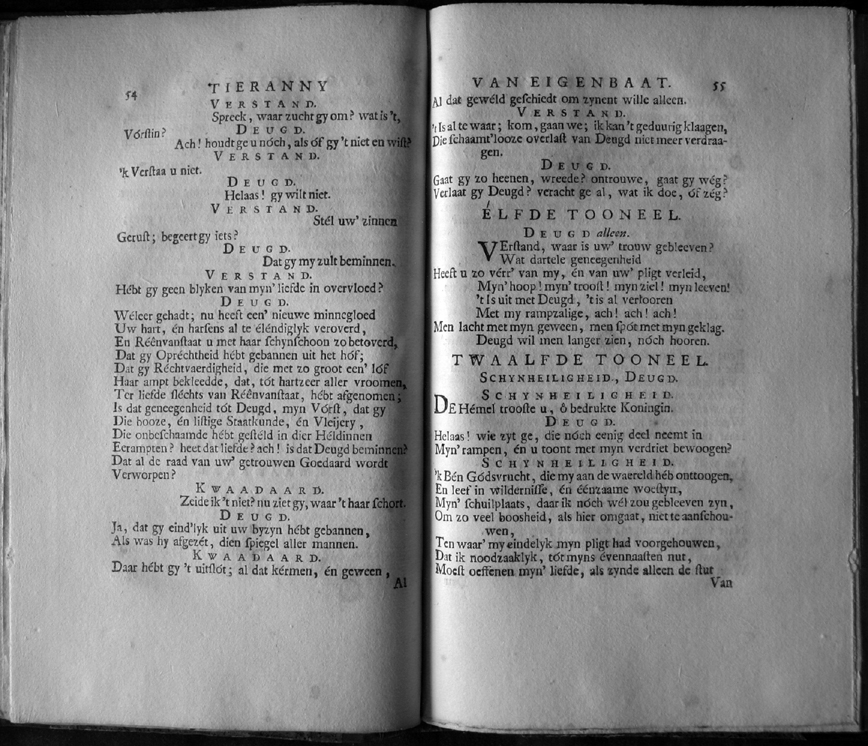 54 TIERANNY
VERSTAND.
Spreek, waar zucht gy om? wat is 't,
Vórstin?
DEUGD.
Ach! houdt ge u nóch, als óf gy 't niet en wist?
VERSTAND.
'k Verstaa u niet.
DEUGD.
Helaas! gy wilt niet.
VERSTAND.
Stél uw' zinnen
Gerust; begeert gy iets?
DEUGD.
Dat gy my zult beminnen.
VERSTAND.
Hébt gy geen blyken van myn' liefde in overvloed?
DEUGD.
Wéleer gehad; nu heeft een' nieuwe minnegloed
Uw hart, én harsens al te éléndiglyk veroverd,
En Réênvanstaat u met haar schynschoon zo betoverd,
Dat gy Opréchtheid hébt gebannen uit het hóf;
Dat gy Réchtvaerdigheid, die met zo groot een' lóf
Haar ampt bekleedde, dat, tót hartzeer aller vroomen,
Ter liefde sléchts van Réênvanstaat, hébt afgenomen;
Is dat geneegenheid tót Deugd, myn Vórst, dat gy
Die booze, én listige Staatkunde, én Vleijery,
Die onbeschaamde hébt gestéld in dier Héldinnen
Eerampten? heet dat liefde? ach! is dat Deugd beminnen?
Dat al de raad van uw' getrouwen Goedaard wordt
Verworpen?
KWAADAARD.
Zeide ik 't niet? nu ziet gy, waar 't haar schort.
DEUGD.
Ja, dat gy eind'lyk uit uw byzyn hébt gebannen,
Als was hy afgezét, dien spiegel aller mannen.
KWAADAARD.
Daar hébt gy 't uitslót; al dat kérmen, én geween,
Al
VAN EIGENBAAT. 55
Al dat gewéld geschiedt om zynent wille alleen.
VERSTAND.
't Is al te waar; kom, gaan we; ik kan 't geduurig klaagen,
Die schaamt'looze overlast van Deugd niet meer verdraa-
gen.
DEUGD.
Gaat gy zo heenen, wreede? ontrouwe, gaat gy wég?
Verlaat gy Deugd? veracht ge al, wat ik doe, óf zég?
ÉLFDE TOONEEL.
DEUGD alleen.
VErstand, waar is uw' trouw gebleeven?
Wat dartele geneegenheid
Heeft u zo vérr' van my, én van uw' pligt verleid,
Myn' hoop! myn' troost! myn ziel! myn leeven!
't Is uit met Deugd, 't is al verlooren
Met my rampzalige, ach! ach! ach!
Men lacht met myn geween, men spót met myn geklag.
Deugd wil men langer zien, nóch hooren.
TWAALFDE TOONEEL.
SCHYNHEILIGHEID, DEUGD.
SCHYNHEILIGHEID.
DE Hémel trooste u, ô bedrukte Koningin.
DEUGD.
Helaas! wie zyt ge, die nóch eenig deel neemt in
Myn' rampen, én u toont met myn verdriet bewoogen?
SCHYNHEILIGHEID.
'k Bén Gódsvrucht, die my aan de waereld héb onttoogen,
En leef in wildernisse, én éénzaame woestyn,
Myn' schuilplaats, daar ik nóch wél zou gebleeven zyn,
Om zo veel boosheid, als hier omgaat, niet te aanschou-
wen,
Ten waar' my eindelyk myn pligt had voorgehouwen,
Dat ik noodzaaklyk, tót myns évennaasten nut,
Moest oeffenen myn' liefde, als zynde alleen de stut
Van